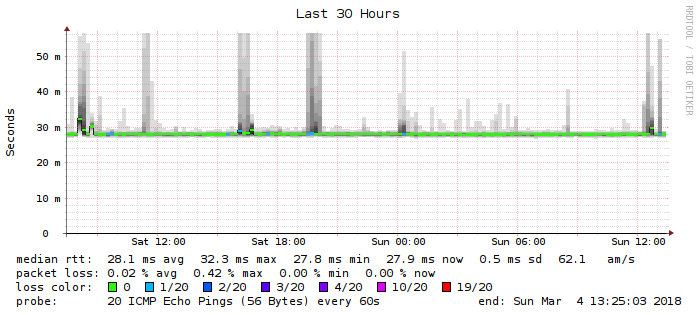 Last 30 Hours
RRDTOOL / TOBI OETIKER
Seconds
50 m
40 m
30 m
20 m
10 m
0
Sat 12:00 Sat 18:00 Sun 00:00 Sun 06:00 Sun 12:00
median rtt: 28.1 ms avg 32.3 ms max 27.8 ms min 27.9 ms now 0.5 ms sd 62.1 am/s
packet loss: 0.02 % avg 0.42 % max 0.00 % min 0.00 % now
loss color: 0 1/20 2/20 3/20 4/20 10/20 19/20
probe: 20 ICMP Echo Pings (56 Bytes) every 60s end: Sun Mar 4 13:25:03 2018